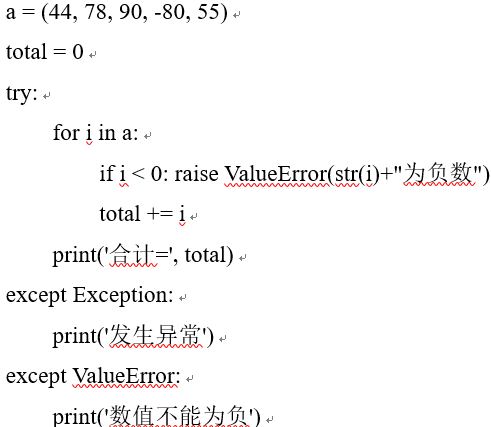 a = (44, 78, 90, -80, 55)
total = 0
try:
for i in a:
if i < 0: raise ValueError(str(i)+"为负数")
total += i
print('合计=', total)
except Exception:
print('发生异常')
except ValueError:
print('数值不能为负')